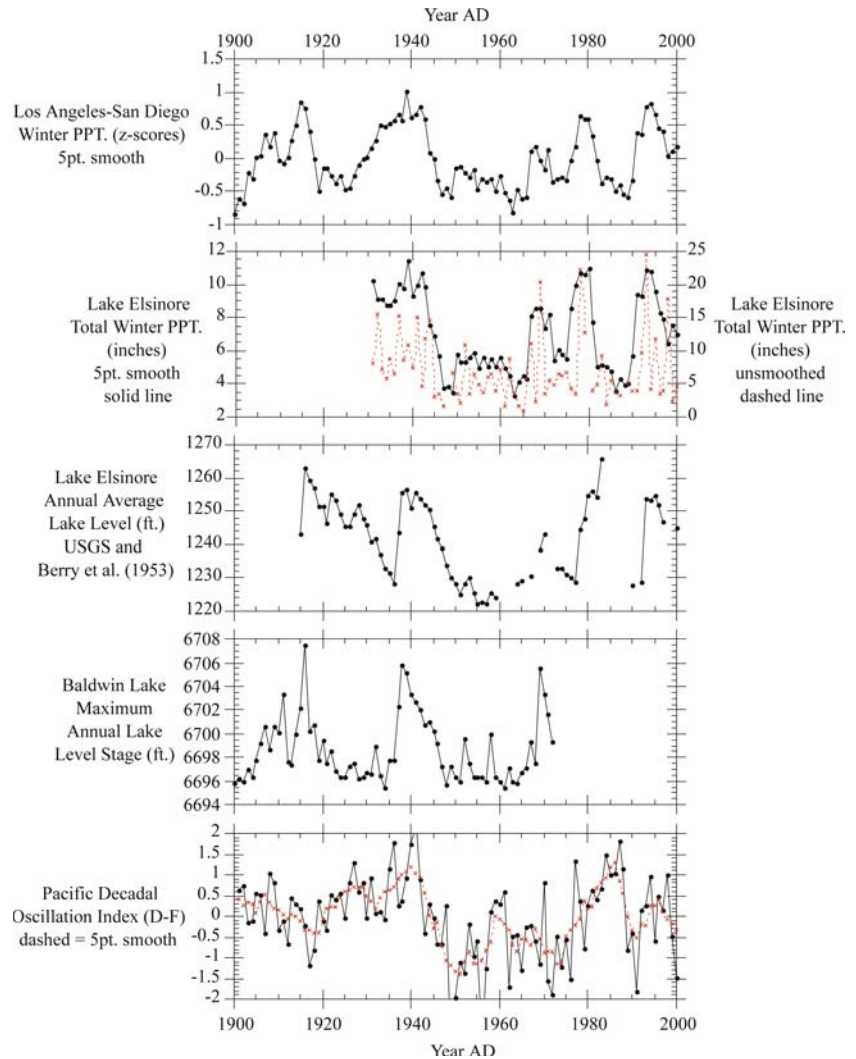 Year AD
1900 1920 1940 1960 1980 2000
Los Angeles-San Diego
Winter PPT. (z-scores)
5pt. smooth
1.5
1
0.5
0
-0.5
-1
Lake Elsinore
Total Winter PPT.
(inches)
5pt. smooth
solid line
12
10
8
6
4
2
25
20
15
10
5
0
Lake Elsinore
Total Winter PPT.
(inches)
unsmoothed
dashed line
Lake Elsinore
Annual Average
Lake Level (ft.)
USGS and
Berry et al. (1953)
1270
1260
1250
1240
1230
1220
Baldwin Lake
Maximum
Annual Lake
Level Stage (ft.)
6708
6706
6704
6702
6700
6698
6696
6694
Pacific Decadal
Oscillation Index (D-F)
dashed = 5pt. smooth
2
1.5
1
0.5
0
-0.5
-1
-1.5
-2
1900 1920 1940 1960 1980 2000
Year AD